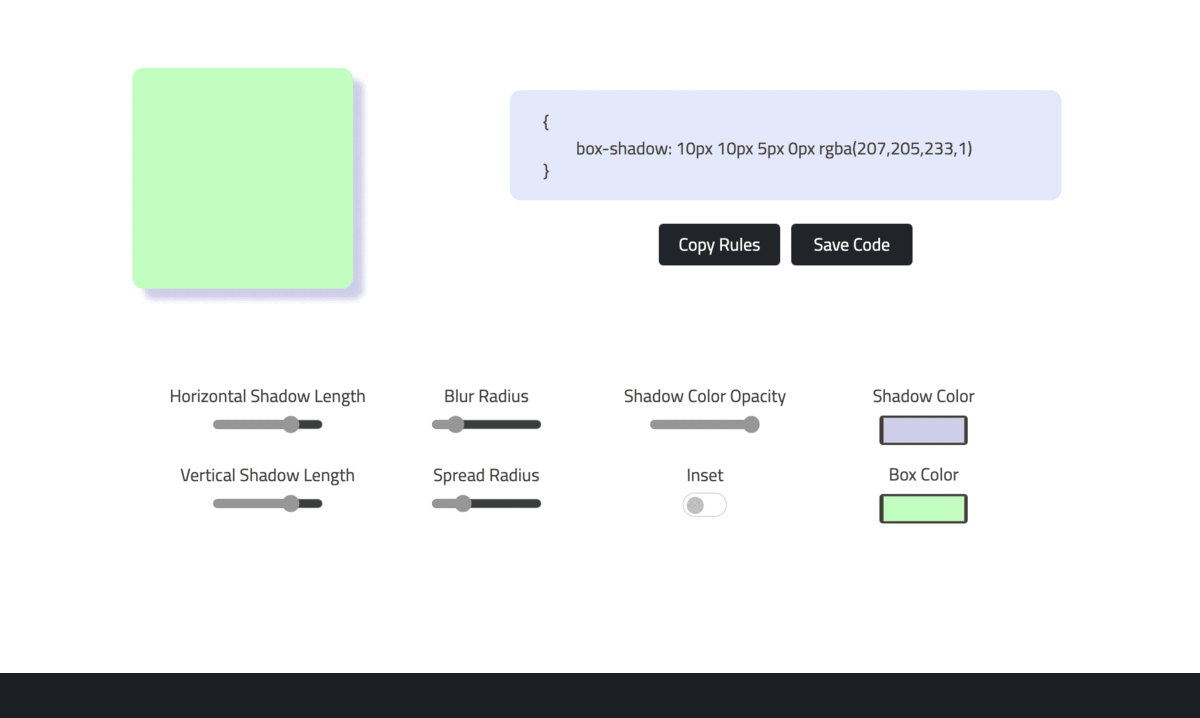 {
box-shadow: 10px 10px 5px 0px rgba(207,205,233,1)
}
Copy Rules
Save Code
Horizontal Shadow Length
Blur Radius
Shadow Color Opacity
Shadow Color
Vertical Shadow Length
Spread Radius
Inset
Box Color